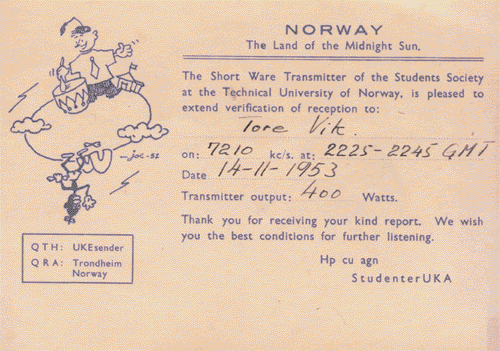 NORWAY
The Land of the Midnight Sun.
The Short Ware Transmitter of the Students Society
at the Technical University of Norway, is pleased to
extend verification of reception to:
Tore Vik.
on: 7210 kc/s. at: 2225-2245 GMT
Date 14-11-1953
Transmitter output: 400 Watts.
Thank you for receiving your kind report. We wish
you the best conditions for further listening.
Hp cu agn
StudenterUKA
joc-51
QTH: UKEsender
QRA: Trondheim
Norway